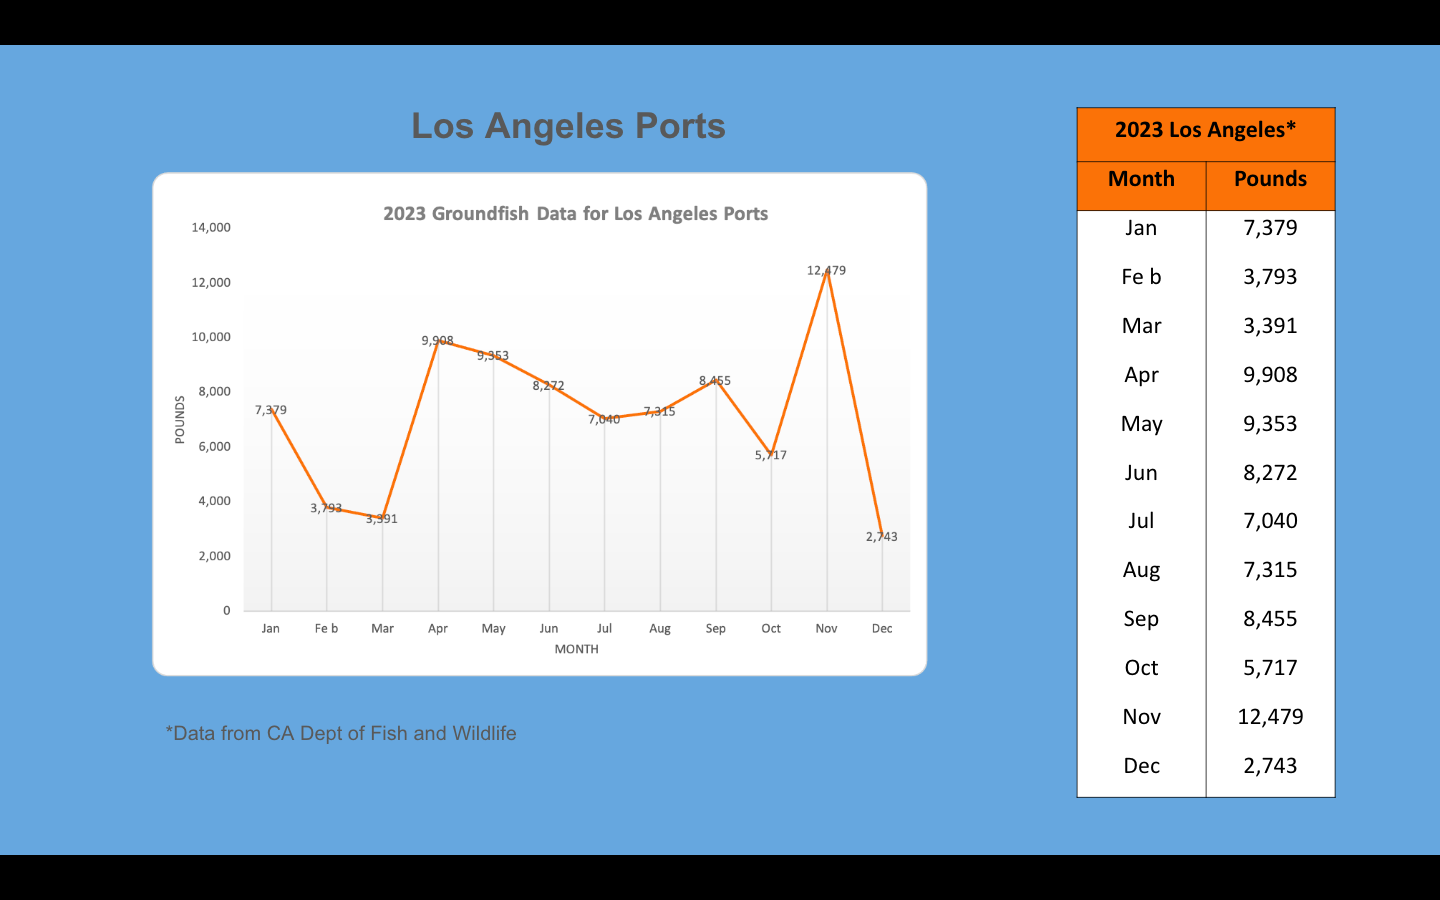 Los Angeles Ports
2023 Groundfish Data for Los Angeles Ports
14,000
12,000
10,000
8,000
6,000
4,000
2,000
0
POUNDS
7,379
3,793
3,391
9,908
9,353
8,272
7,040
7,315
8,455
5,717
12,479
2,743
Jan Fe b Mar Apr May Jun Jul Aug Sep Oct Nov Dec
MONTH
*Data from CA Dept of Fish and Wildlife
2023 Los Angeles*
Month Pounds
Jan 7,379
Fe b 3,793
Mar 3,391
Apr 9,908
May 9,353
Jun 8,272
Jul 7,040
Aug 7,315
Sep 8,455
Oct 5,717
Nov 12,479
Dec 2,743